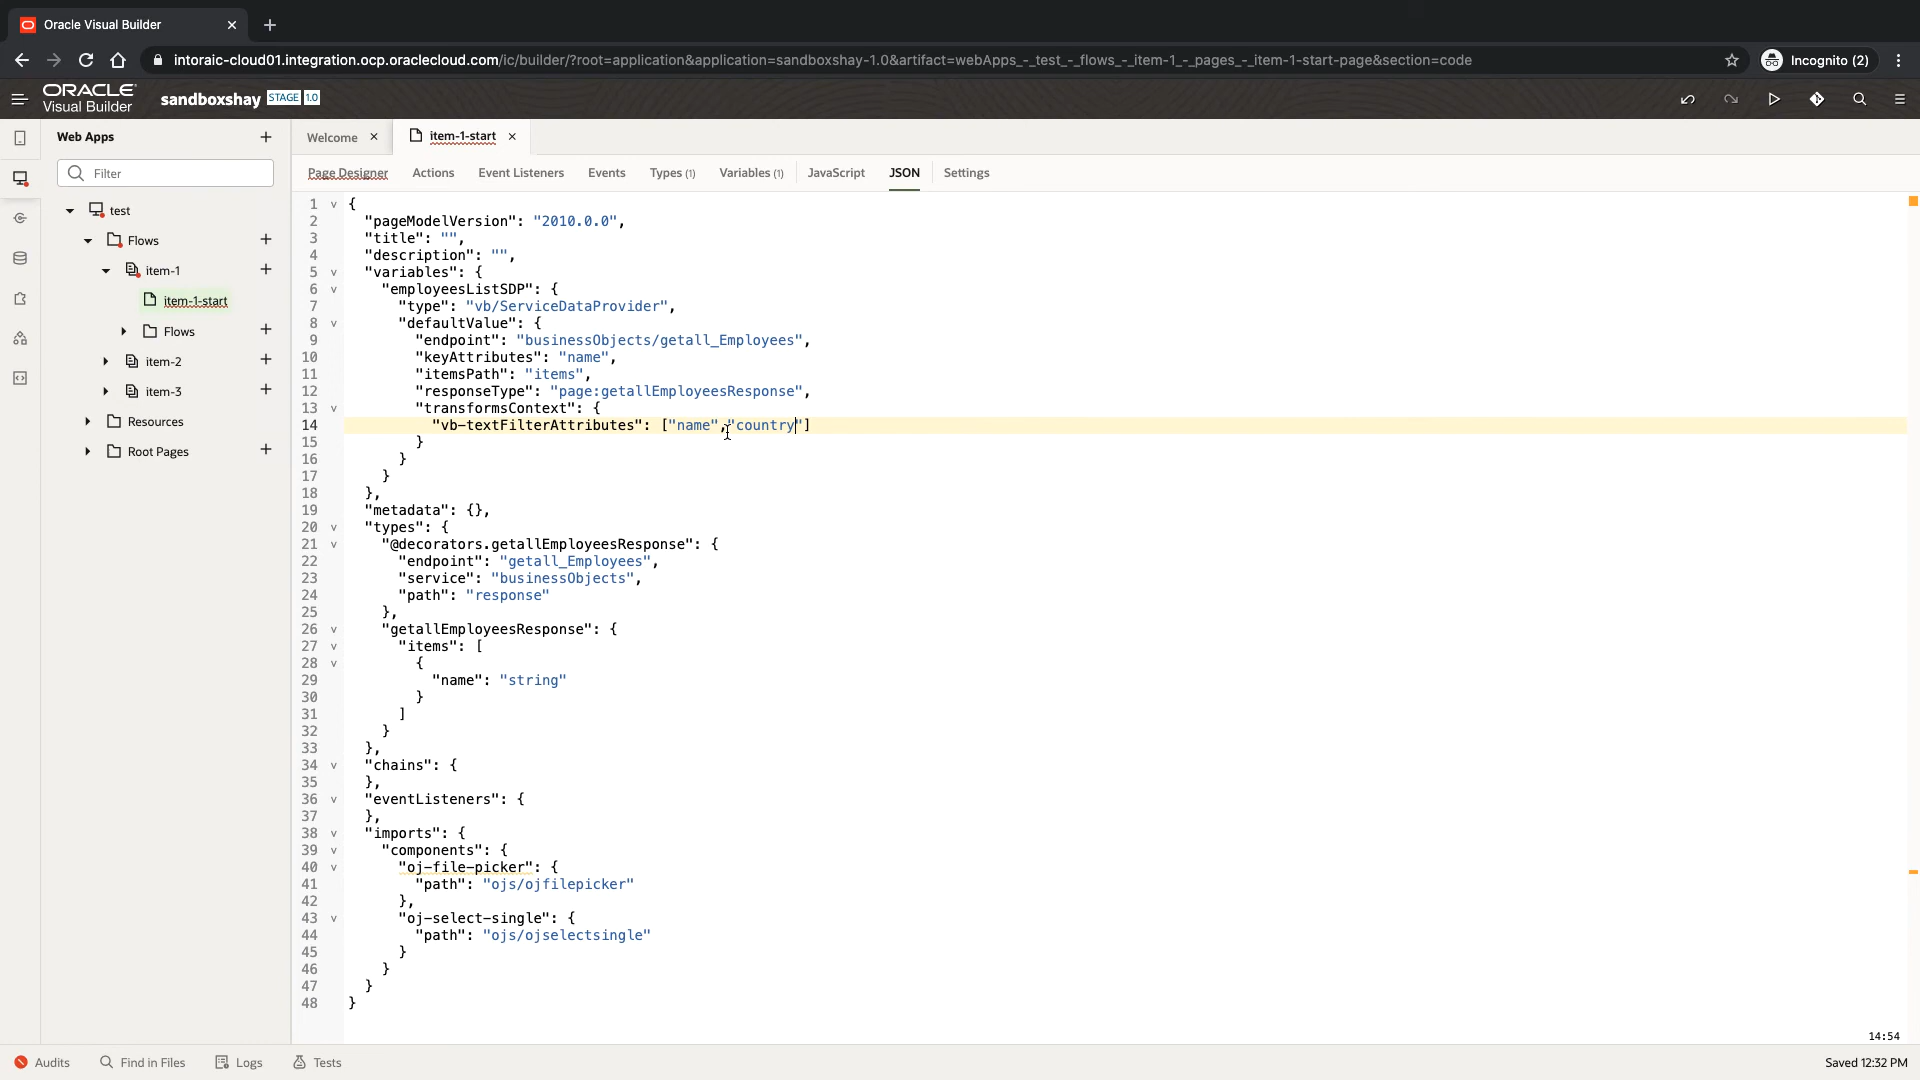 Oracle Visual Builder
intoraic-cloud01.integration.ocp.oraclecloud.com/ic/builder/?root=application&application=sandboxshay-1.0&artifact=webApps_-_test_-_flows_-_item-1_-_pages_-_item-1-start-page&section=code
Incognito (2)
ORACLE
Visual Builder
sandboxshay STAGE 1.0
Web Apps
Welcome
item-1-start
Filter
Page Designer Actions Event Listeners Events Types (1) Variables (1) JavaScript JSON Settings
test
Flows
item-1
item-1-start
Flows
item-2
item-3
Resources
Root Pages
1 {
2 "pageModelVersion": "2010.0.0",
3 "title": "",
4 "description": "",
5 "variables": {
6 "employeesListSDP": {
7 "type": "vb/ServiceDataProvider",
8 "defaultValue": {
9 "endpoint": "businessObjects/getall_Employees",
10 "keyAttributes": "name",
11 "itemsPath": "items",
12 "responseType": "page:getallEmployeesResponse",
13 "transformsContext": {
14 "vb-textFilterAttributes": ["name","country"]
15 }
16 }
17 }
18 },
19 "metadata": {},
20 "types": {
21 "@decorators.getallEmployeesResponse": {
22 "endpoint": "getall_Employees",
23 "service": "businessObjects",
24 "path": "response"
25 },
26 "getallEmployeesResponse": {
27 "items": [
28 {
29 "name": "string"
30 }
31 ]
32 }
33 },
34 "chains": {
35 },
36 "eventListeners": {
37 },
38 "imports": {
39 "components": {
40 "oj-file-picker": {
41 "path": "ojs/ojfilepicker"
42 },
43 "oj-select-single": {
44 "path": "ojs/ojselectsingle"
45 }
46 }
47 }
48 }
14:54
Audits Find in Files Logs Tests
Saved 12:32 PM